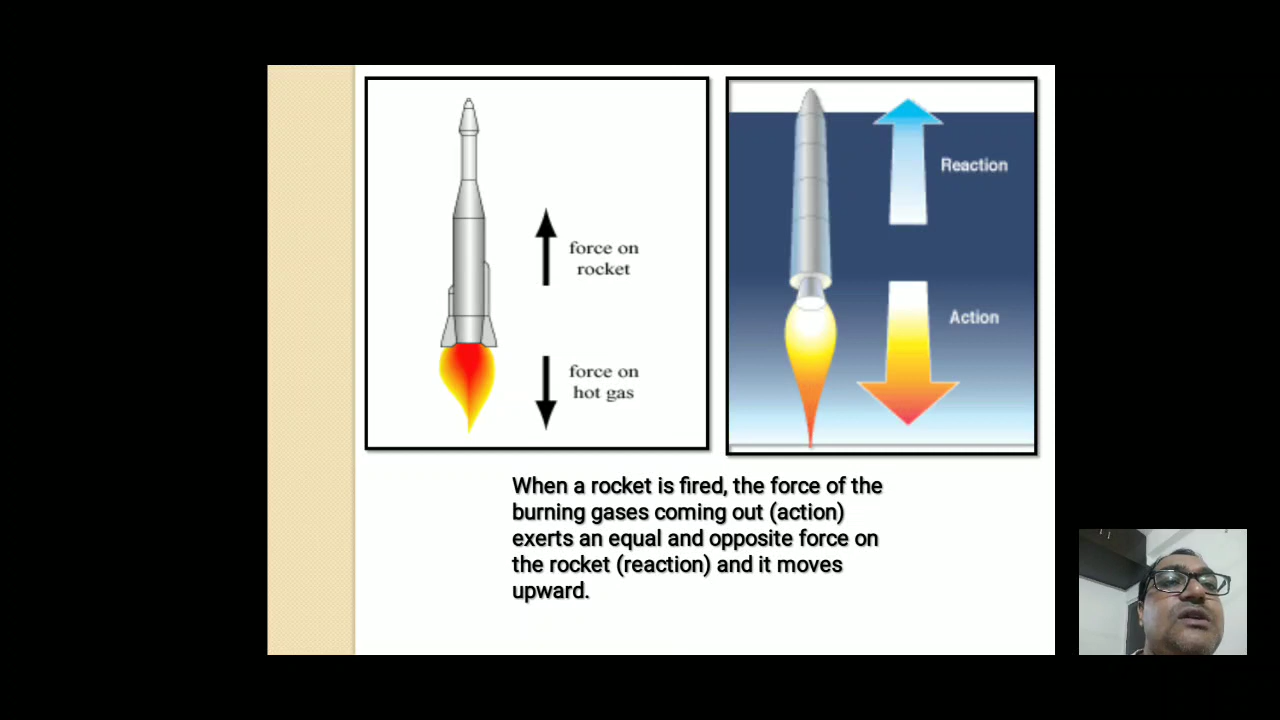 force on
rocket
force on
hot gas
Reaction
Action
When a rocket is fired, the force of the
burning gases coming out (action)
exerts an equal and opposite force on
the rocket (reaction) and it moves
upward.